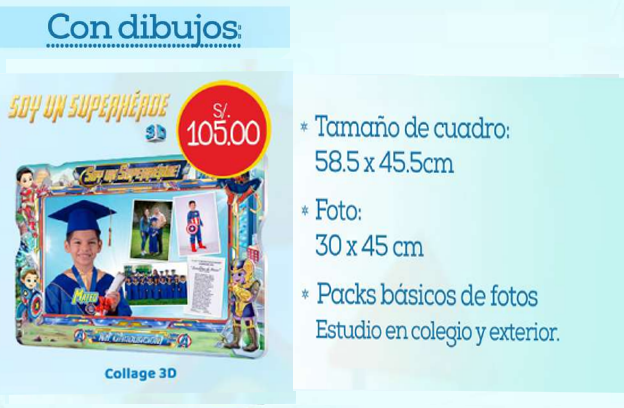 Con dibujos:
SOY UN SUPERHÉROE
3D
S/.
105.00
Soy un Superhéroe
Mateo
Mi Graduación
Collage 3D
* Tamaño de cuadro:
58.5 x 45.5cm
* Foto:
30 x 45 cm
* Packs básicos de fotos
Estudio en colegio y exterior.